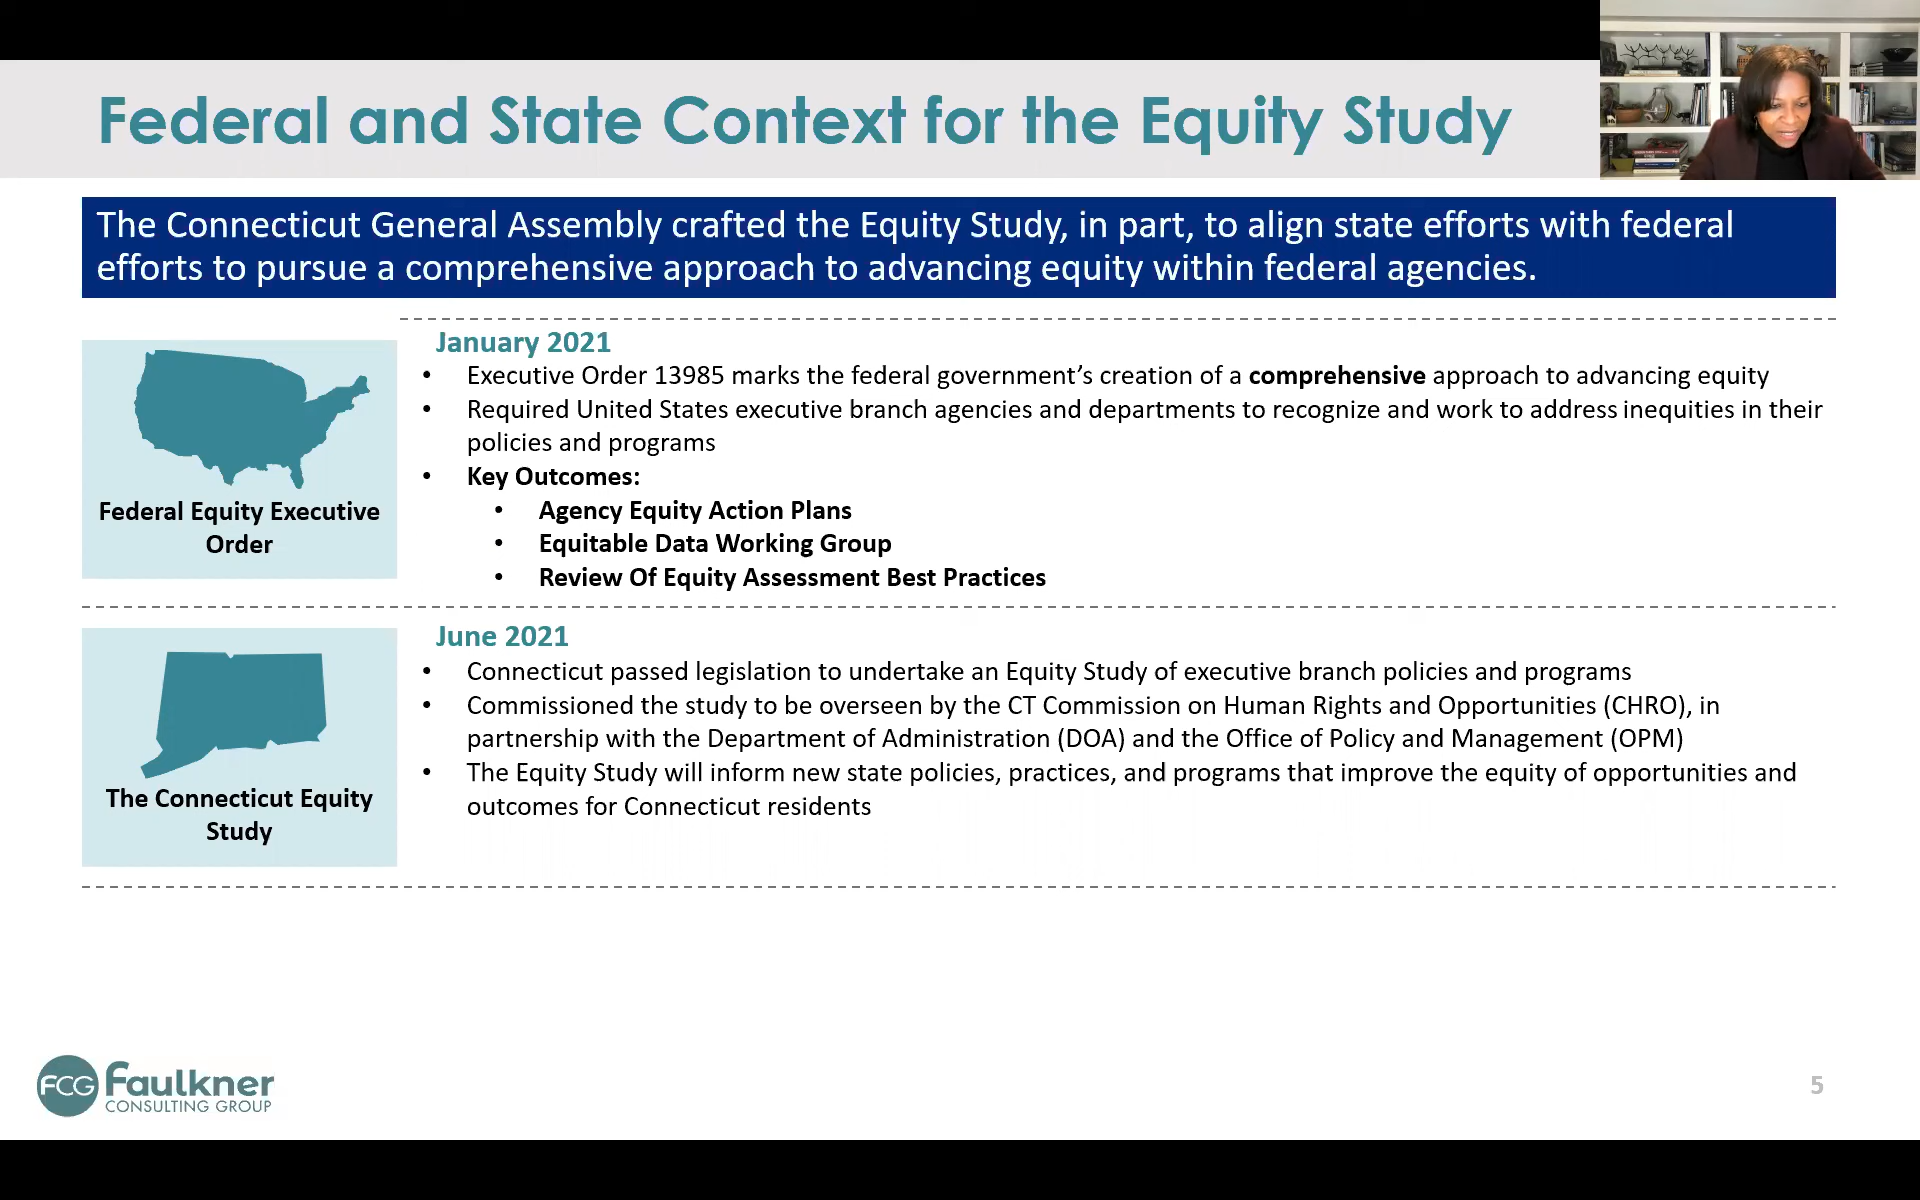 Federal and State Context for the Equity Study
The Connecticut General Assembly crafted the Equity Study, in part, to align state efforts with federal
efforts to pursue a comprehensive approach to advancing equity within federal agencies.
Federal Equity Executive
Order
January 2021
• Executive Order 13985 marks the federal government’s creation of a comprehensive approach to advancing equity
• Required United States executive branch agencies and departments to recognize and work to address inequities in their
policies and programs
• Key Outcomes:
• Agency Equity Action Plans
• Equitable Data Working Group
• Review Of Equity Assessment Best Practices
The Connecticut Equity
Study
June 2021
• Connecticut passed legislation to undertake an Equity Study of executive branch policies and programs
• Commissioned the study to be overseen by the CT Commission on Human Rights and Opportunities (CHRO), in
partnership with the Department of Administration (DOA) and the Office of Policy and Management (OPM)
• The Equity Study will inform new state policies, practices, and programs that improve the equity of opportunities and
outcomes for Connecticut residents
FCG Faulkner
CONSULTING GROUP
5